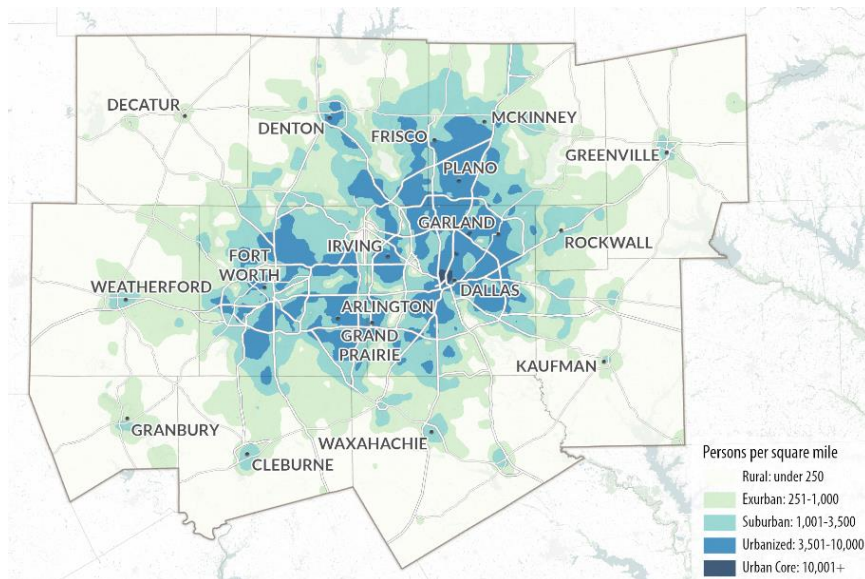 DECATUR
DENTON
FRISCO
MCKINNEY
GREENVILLE
PLANO
GARLAND
IRVING
ROCKWALL
FORT
WORTH
WEATHERFORD
DALLAS
ARLINGTON
GRAND
PRAIRIE
KAUFMAN
GRANBURY
WAXAHACHIE
CLEBURNE
Persons per square mile
Rural: under 250
Exurban: 251-1,000
Suburban: 1,001-3,500
Urbanized: 3,501-10,000
Urban Core: 10,001+